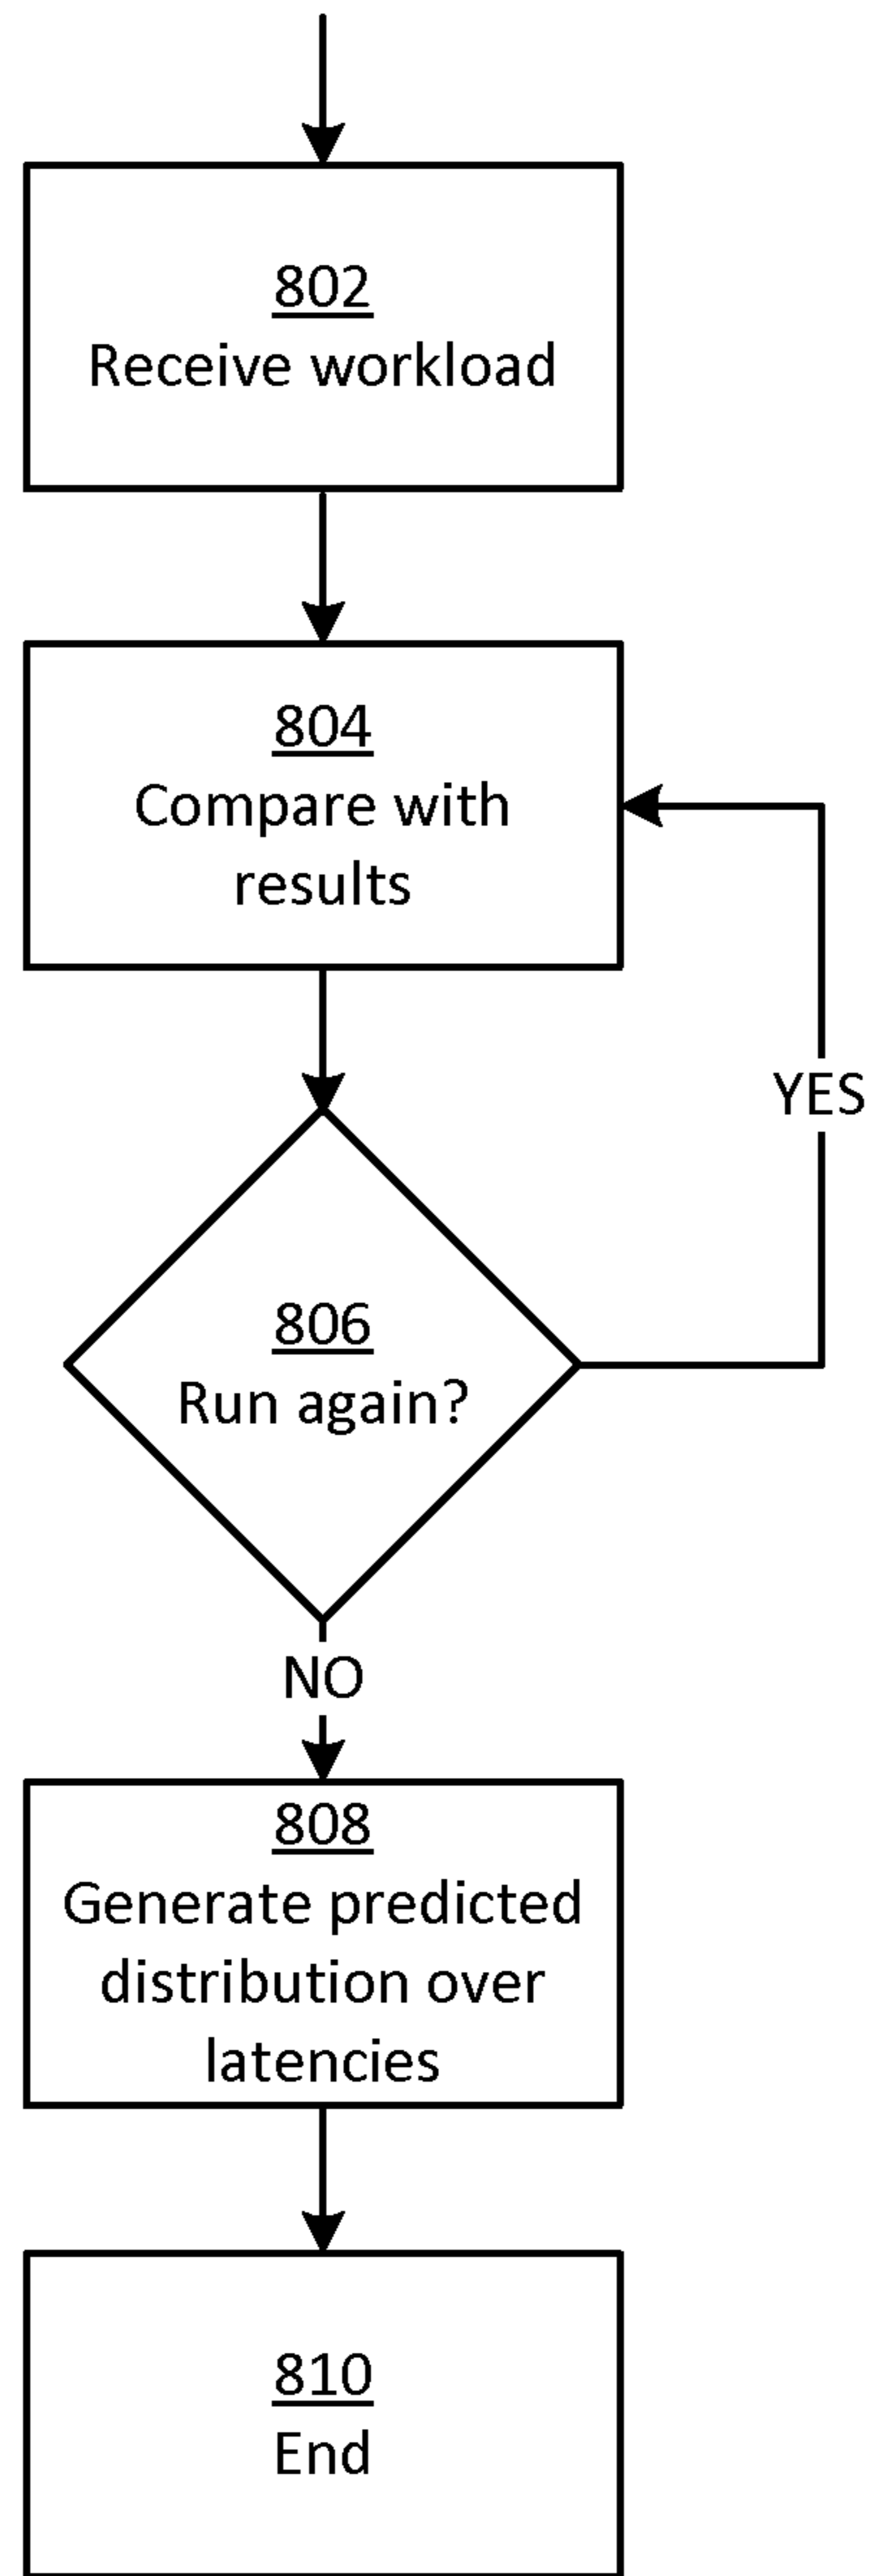 802
Receive workload
804
Compare with
results
YES
806
Run again?
NO
808
Generate predicted
distribution over
latencies
810
End